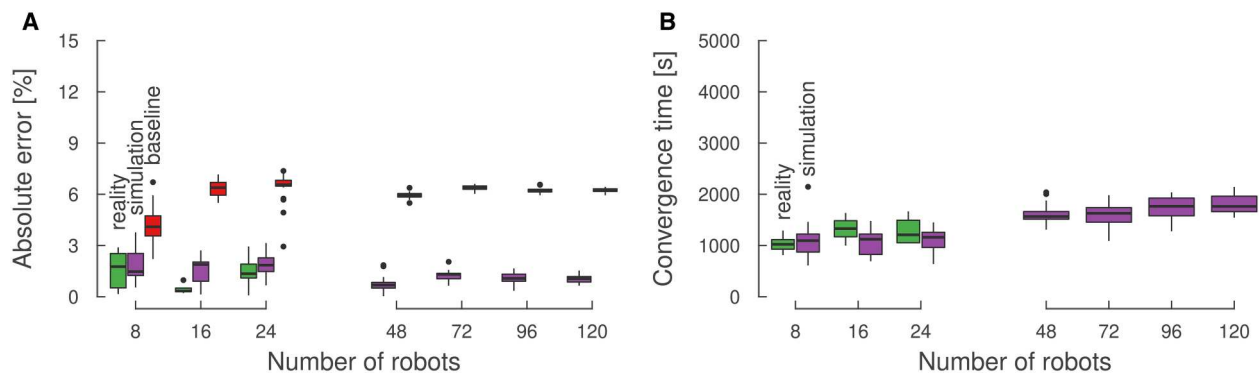 A
Absolute error [%]
15
12
9
6
3
0
reality
simulation
baseline
8
16
24
48
72
96
120
Number of robots
B
Convergence time [s]
5000
4000
3000
2000
1000
0
reality
simulation
8
16
24
48
72
96
120
Number of robots